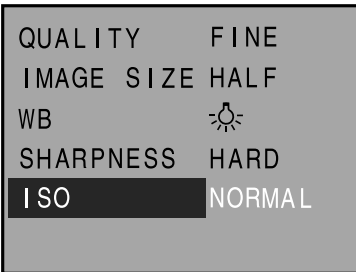 QUALITY FINE
IMAGE SIZE HALF
WB
SHARPNESS HARD
ISO NORMAL